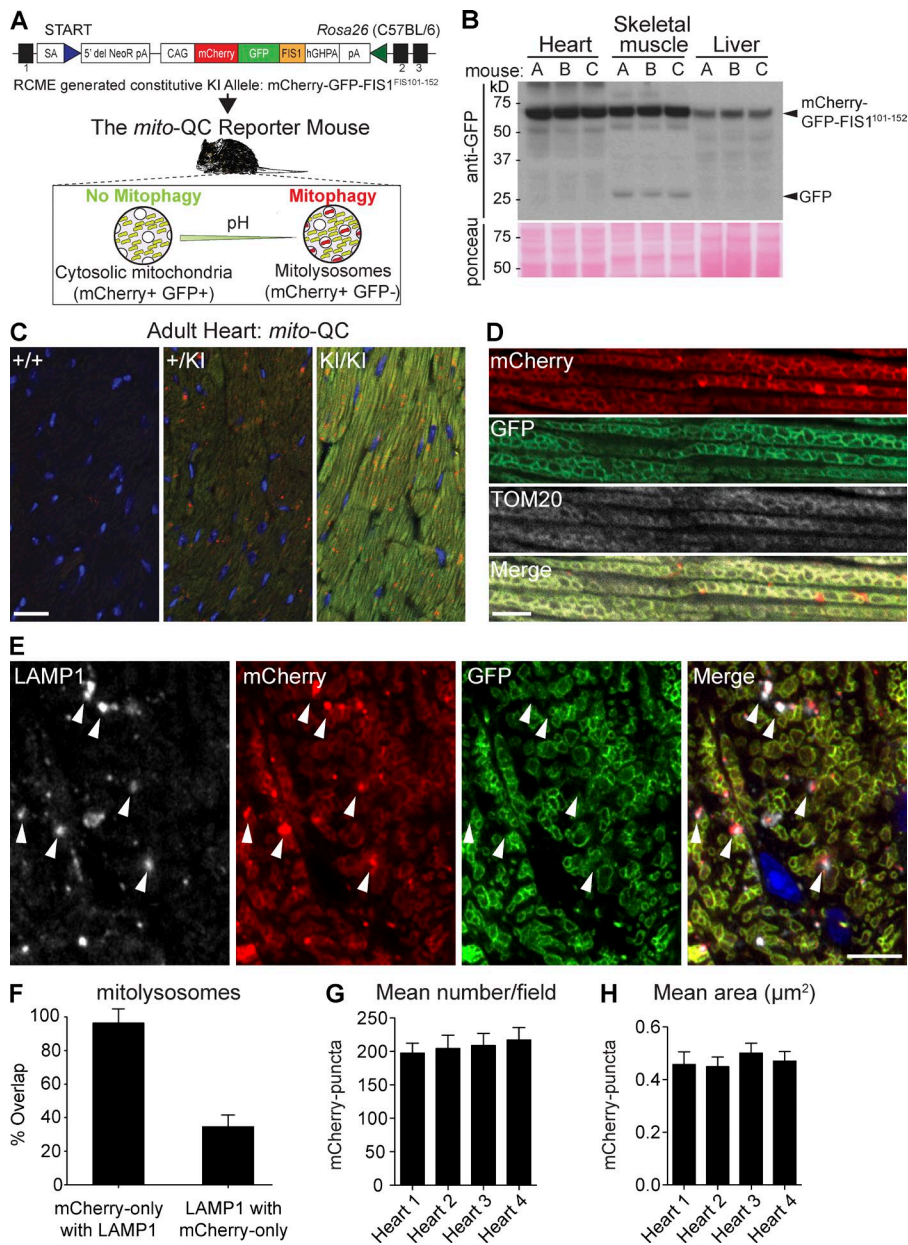 A
START
Rosa26 (C57BL/6)
SA 5' del NeoR pA CAG mCherry GFP FIS1 hGHPA pA
1 2 3
RCME generated constitutive KI Allele: mCherry-GFP-FIS1FIS101-152
The mito-QC Reporter Mouse
No Mitophagy
Mitophagy
pH
Cytosolic mitochondria
(mCherry+ GFP+)
Mitolysosomes
(mCherry+ GFP-)
B
Heart Skeletal muscle Liver
mouse: A B C A B C A B C
kD
75
50
37
25
anti-GFP
mCherry-
GFP-FIS1101-152
GFP
75
50
ponceau
C
Adult Heart: mito-QC
+/+ +/KI KI/KI
D
mCherry
GFP
TOM20
Merge
E
LAMP1 mCherry GFP Merge
F
mitolysosomes
% Overlap
100
80
60
40
20
0
mCherry-only
with LAMP1
LAMP1 with
mCherry-only
G
Mean number/field
mCherry-puncta
250
200
150
100
50
0
Heart 1
Heart 2
Heart 3
Heart 4
H
Mean area (µm2)
mCherry-puncta
0.6
0.4
0.2
0.0
Heart 1
Heart 2
Heart 3
Heart 4